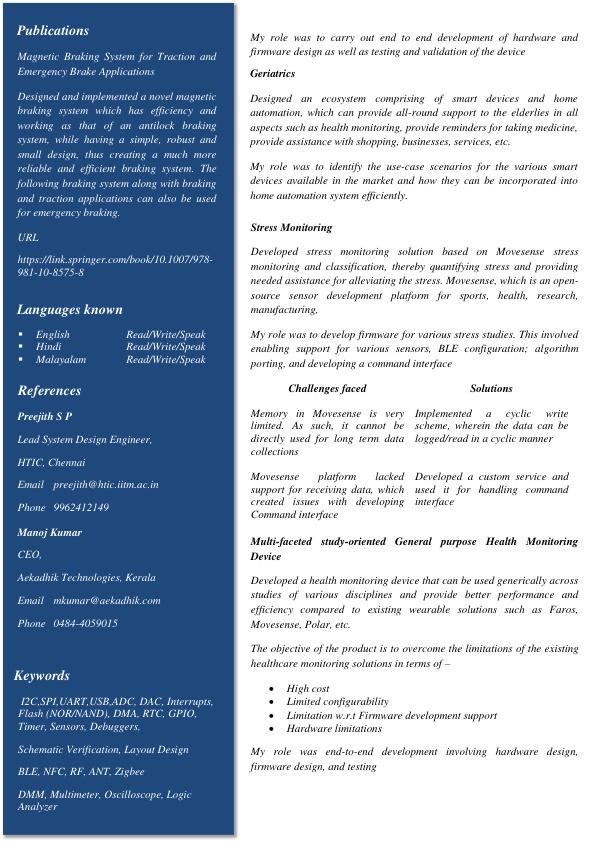 Publications
Magnetic Braking System for Traction and
Emergency Brake Applications
Designed and implemented a novel magnetic
braking system which has efficiency and
working as that of an antilock braking
system, while having a simple, robust and
small design, thus creating a much more
reliable and efficient braking system. The
following braking system along with braking
and traction applications can also be used
for emergency braking.
URL
https://link.springer.com/book/10.1007/978-
981-10-8575-8
Languages known
▪ English Read/Write/Speak
▪ Hindi Read/Write/Speak
▪ Malayalam Read/Write/Speak
References
Preejith S P
Lead System Design Engineer,
HTIC, Chennai
Email preejith@htic.iitm.ac.in
Phone 9962412149
Manoj Kumar
CEO,
Aekadhik Technologies, Kerala
Email mkumar@aekadhik.com
Phone 0484-4059015
Keywords
I2C,SPI,UART,USB,ADC, DAC, Interrupts,
Flash (NOR/NAND), DMA, RTC, GPIO,
Timer, Sensors, Debuggers,
Schematic Verification, Layout Design
BLE, NFC, RF, ANT, Zigbee
DMM, Multimeter, Oscilloscope, Logic
Analyzer
My role was to carry out end to end development of hardware and
firmware design as well as testing and validation of the device
Geriatrics
Designed an ecosystem comprising of smart devices and home
automation, which can provide all-round support to the elderlies in all
aspects such as health monitoring, provide reminders for taking medicine,
provide assistance with shopping, businesses, services, etc.
My role was to identify the use-case scenarios for the various smart
devices available in the market and how they can be incorporated into
home automation system efficiently.
Stress Monitoring
Developed stress monitoring solution based on Movesense stress
monitoring and classification, thereby quantifying stress and providing
needed assistance for alleviating the stress. Movesense, which is an open-
source sensor development platform for sports, health, research,
manufacturing,
My role was to develop firmware for various stress studies. This involved
enabling support for various sensors, BLE configuration; algorithm
porting, and developing a command interface
Challenges faced Solutions
Memory in Movesense is very
limited. As such, it cannot be
directly used for long term data
collections
Implemented a cyclic write
scheme, wherein the data can be
logged/read in a cyclic manner
Movesense platform lacked
support for receiving data, which
created issues with developing
Command interface
Developed a custom service and
used it for handling command
interface
Multi-faceted study-oriented General purpose Health Monitoring
Device
Developed a health monitoring device that can be used generically across
studies of various disciplines and provide better performance and
efficiency compared to existing wearable solutions such as Faros,
Movesense, Polar, etc.
The objective of the product is to overcome the limitations of the existing
healthcare monitoring solutions in terms of –
• High cost
• Limited configurability
• Limitation w.r.t Firmware development support
• Hardware limitations
My role was end-to-end development involving hardware design,
firmware design, and testing